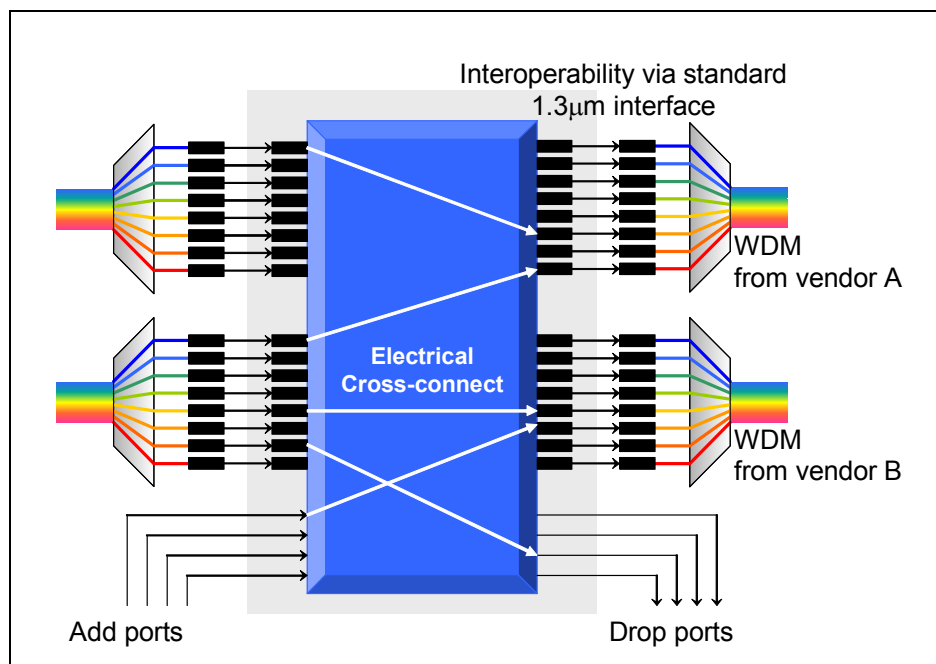 Interoperability via standard
1.3μm interface
WDM
from vendor A
Electrical
Cross-connect
WDM
from vendor B
Add ports
Drop ports